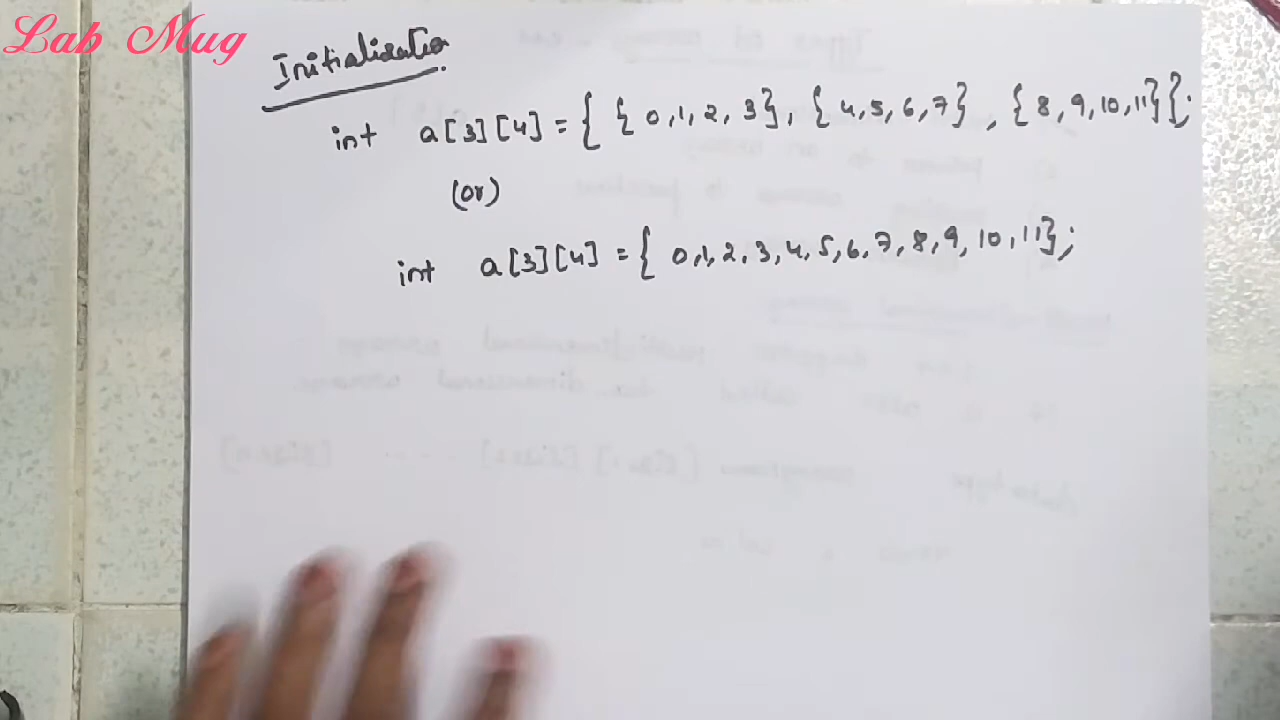 Lab Mug
Initialisation
int a[3][4] = { { 0,1,2,3}, { 4,5,6,7} , { 8,9,10,11}};
(or)
int a[3][4] = { 0,1,2,3,4,5,6,7,8,9,10,11};